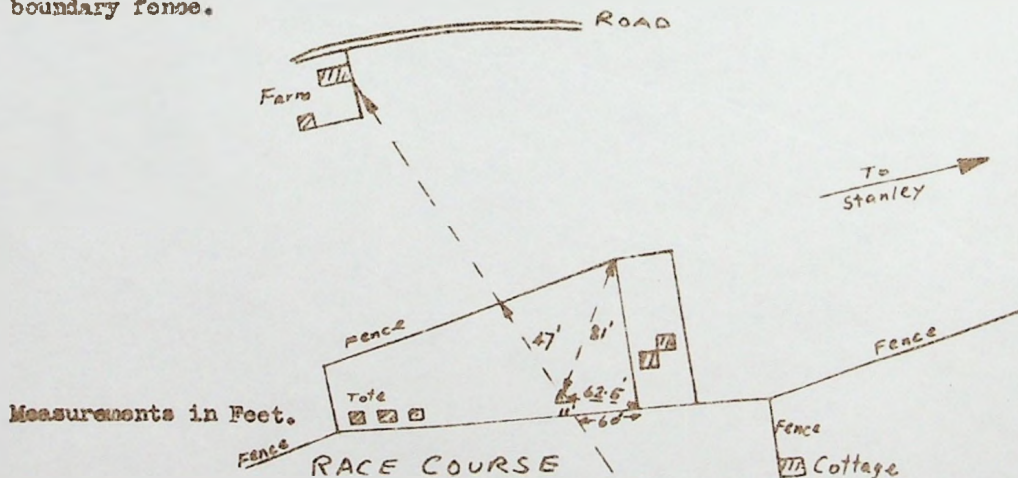 boundary fense.
ROAD
Farm
To
Stanley
Fence
47'
81'
Fence
Tote
62.5'
60'
Measurements in Feet.
Fence
Fence
RACE COURSE
Cottage